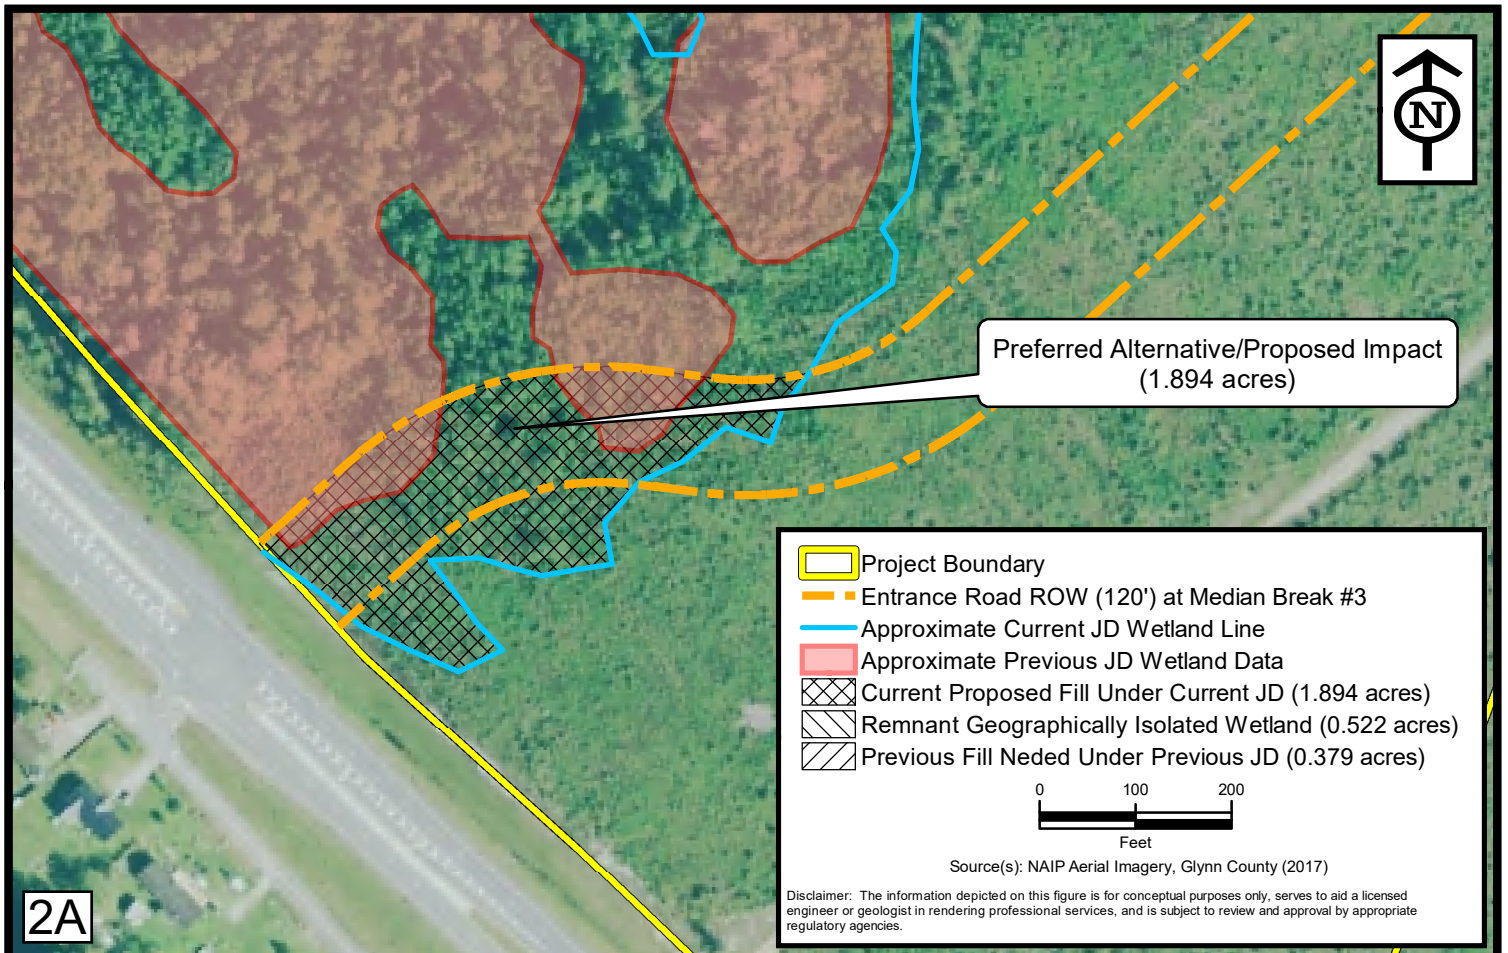 N
Preferred Alternative/Proposed Impact
(1.894 acres)
Project Boundary
Entrance Road ROW (120') at Median Break #3
Approximate Current JD Wetland Line
Approximate Previous JD Wetland Data
Current Proposed Fill Under Current JD (1.894 acres)
Remnant Geographically Isolated Wetland (0.522 acres)
Previous Fill Neded Under Previous JD (0.379 acres)
0 100 200
Feet
Source(s): NAIP Aerial Imagery, Glynn County (2017)
Disclaimer: The information depicted on this figure is for conceptual purposes only, serves to aid a licensed
engineer or geologist in rendering professional services, and is subject to review and approval by appropriate
regulatory agencies.
2A